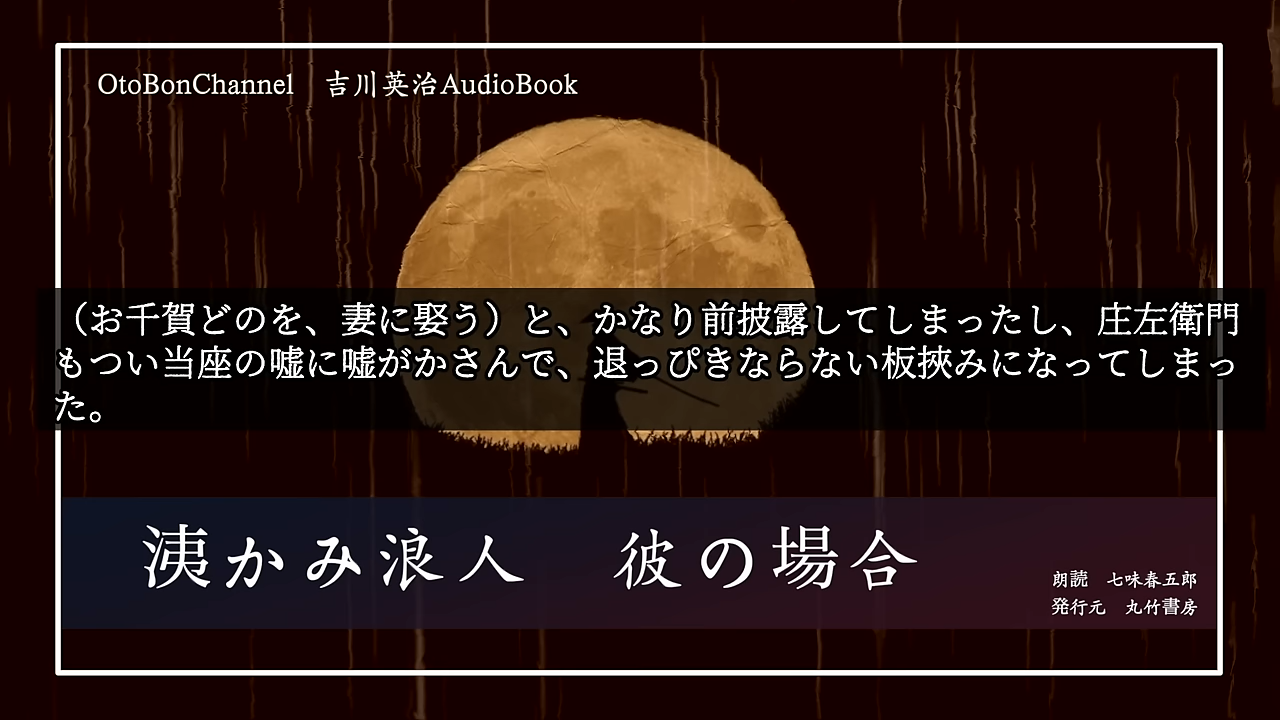 OtoBonChannel　吉川英治AudioBook
（お千賀どのを、妻に娶う）と、かなり前披露してしまったし、庄左衛門
もつい当座の嘘に嘘がかさんで、退っぴきならない板挾みになってしまっ
た。
洟かみ浪人　彼の場合
朗読　七味春五郎
発行元　丸竹書房